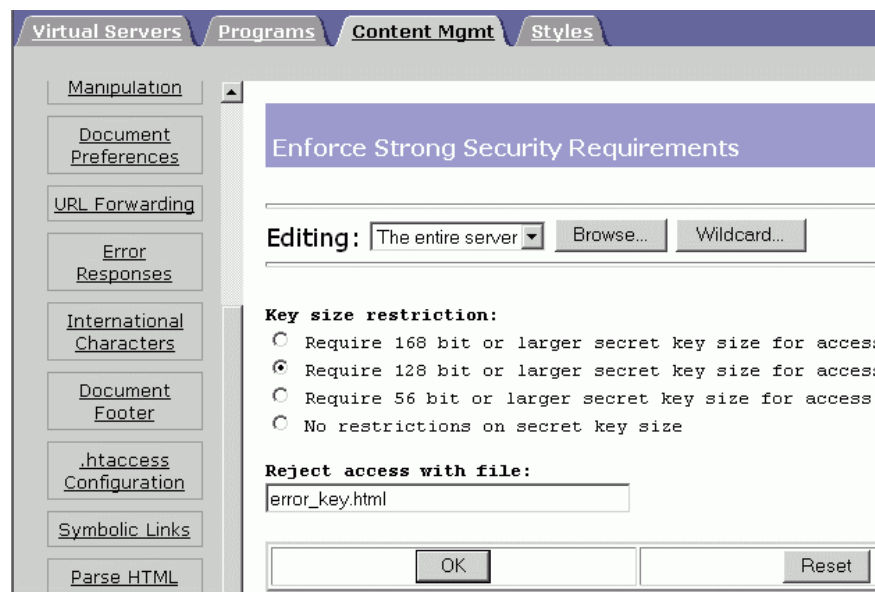 Virtual Servers Programs Content Mgmt Styles
Manipulation
Document
Preferences
URL Forwarding
Error
Responses
International
Characters
Document
Footer
.htaccess
Configuration
Symbolic Links
Parse HTML
Enforce Strong Security Requirements
Editing: The entire server Browse... Wildcard...
Key size restriction:
Require 168 bit or larger secret key size for access
Require 128 bit or larger secret key size for access
Require 56 bit or larger secret key size for access
No restrictions on secret key size
Reject access with file:
error_key.html
OK Reset